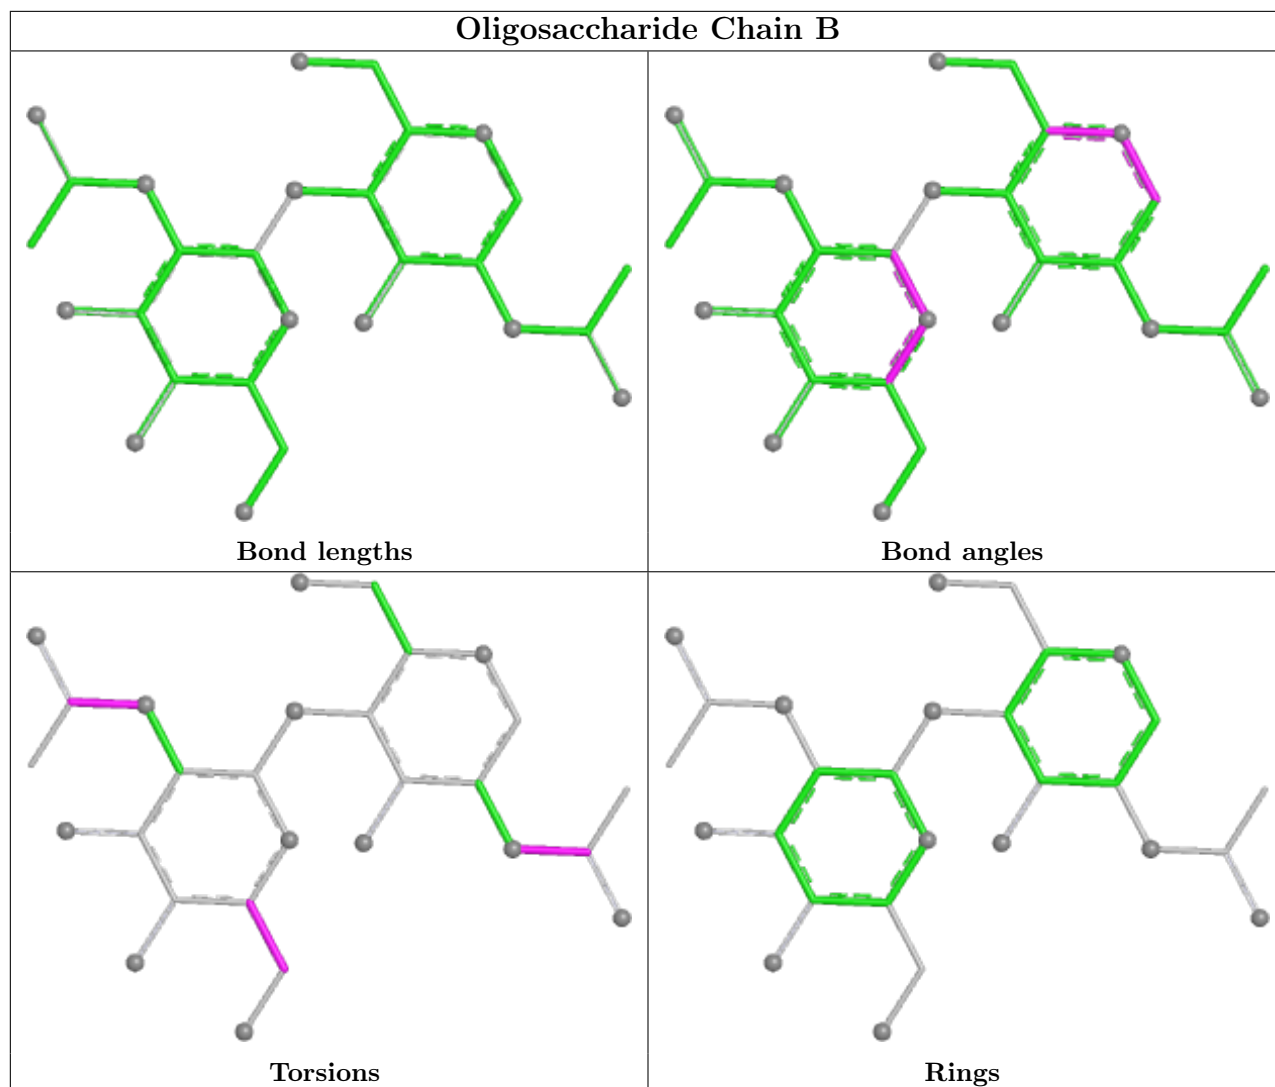 Oligosaccharide Chain B
Bond lengths
Bond angles
Torsions
Rings